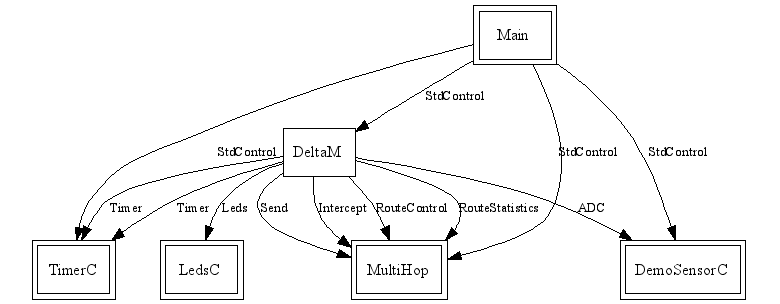 Main
StdControl
StdControl
DeltaM
StdControl
StdControl
Timer
Timer
Leds
Send
Intercept
RouteControl
RouteStatistics
ADC
TimerC
LedsC
MultiHop
DemoSensorC